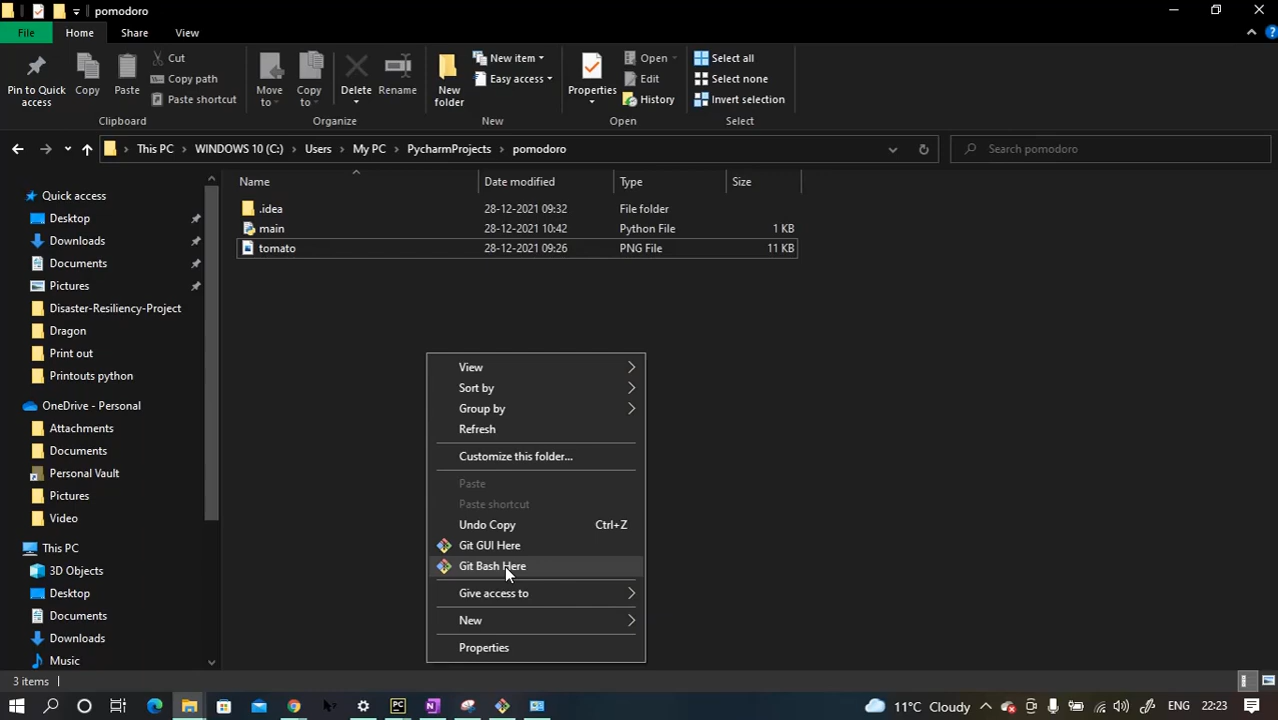 pomodoro
File Home Share View
Pin to Quick access
Copy
Paste
Cut
Copy path
Paste shortcut
Clipboard
Move to
Copy to
Delete
Rename
Organize
New folder
New item
Easy access
New
Properties
Open
Edit
History
Open
Select all
Select none
Invert selection
Select
This PC > WINDOWS 10 (C:) > Users > My PC > PycharmProjects > pomodoro
Search pomodoro
Name Date modified Type Size
.idea 28-12-2021 09:32 File folder
main 28-12-2021 10:42 Python File 1 KB
tomato 28-12-2021 09:26 PNG File 11 KB
Quick access
Desktop
Downloads
Documents
Pictures
Disaster-Resiliency-Project
Dragon
Print out
Printouts python
OneDrive - Personal
Attachments
Documents
Personal Vault
Pictures
Video
This PC
3D Objects
Desktop
Documents
Downloads
Music
View
Sort by
Group by
Refresh
Customize this folder...
Paste
Paste shortcut
Undo Copy Ctrl+Z
Git GUI Here
Git Bash Here
Give access to
New
Properties
3 items
PC
N
11°C Cloudy
22:23